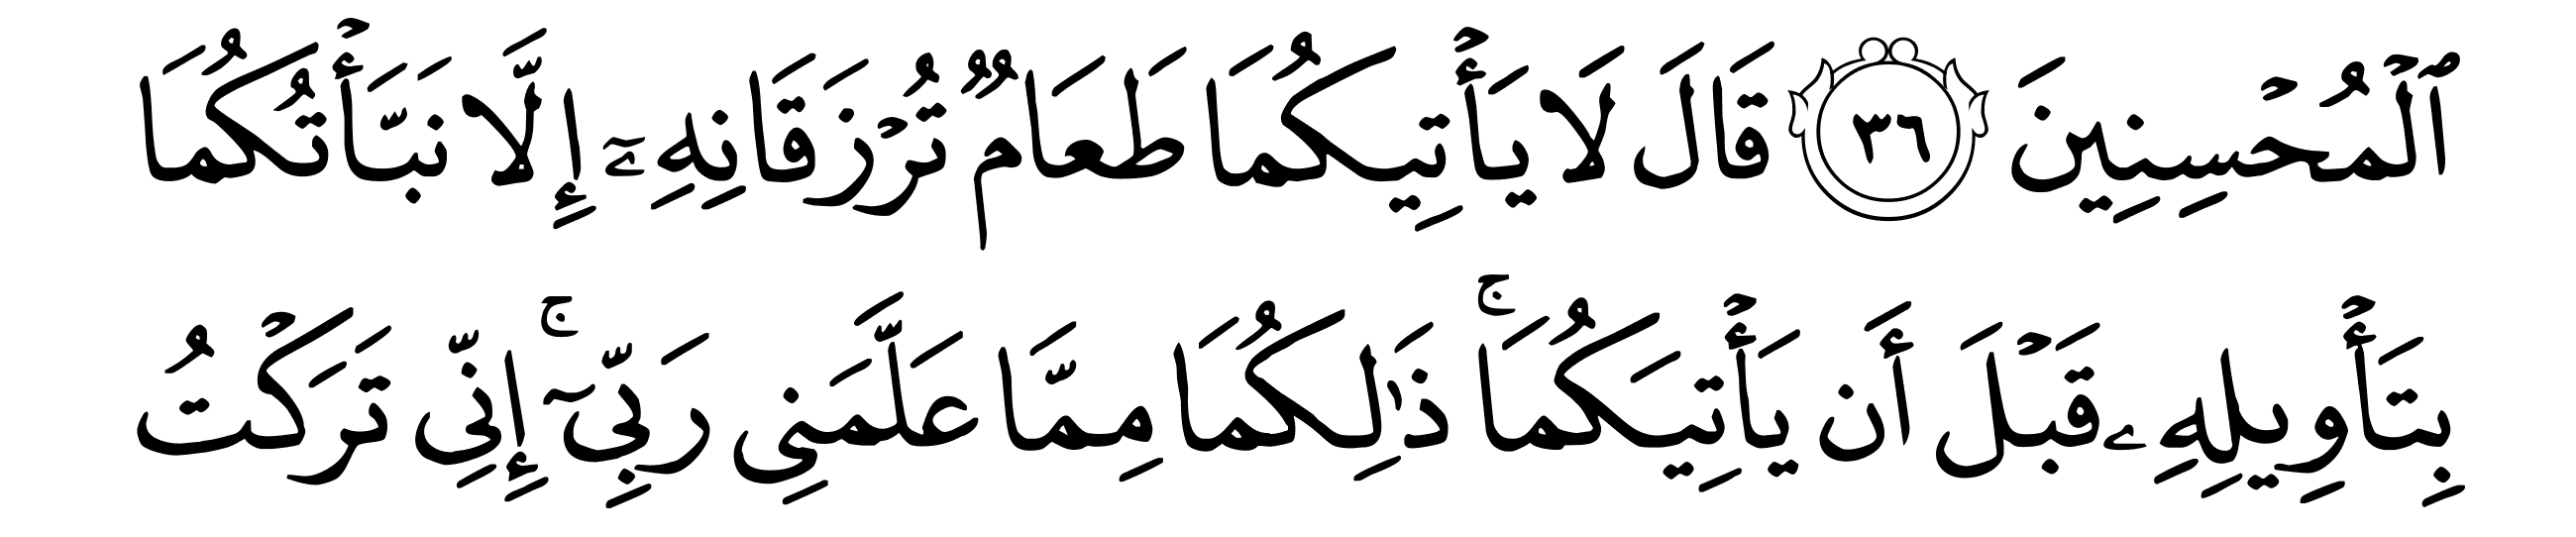 ٱلْمُحْسِنِينَ ٣٦ قَالَ لَا يَأْتِيكُمَا طَعَامٌ تُرْزَقَانِهِۦٓ إِلَّا نَبَّأْتُكُمَا
بِتَأْوِيلِهِۦ قَبْلَ أَن يَأْتِيَكُمَا ۚ ذَٰلِكُمَا مِمَّا عَلَّمَنِى رَبِّىٓ ۚ إِنِّى تَرَكْتُ